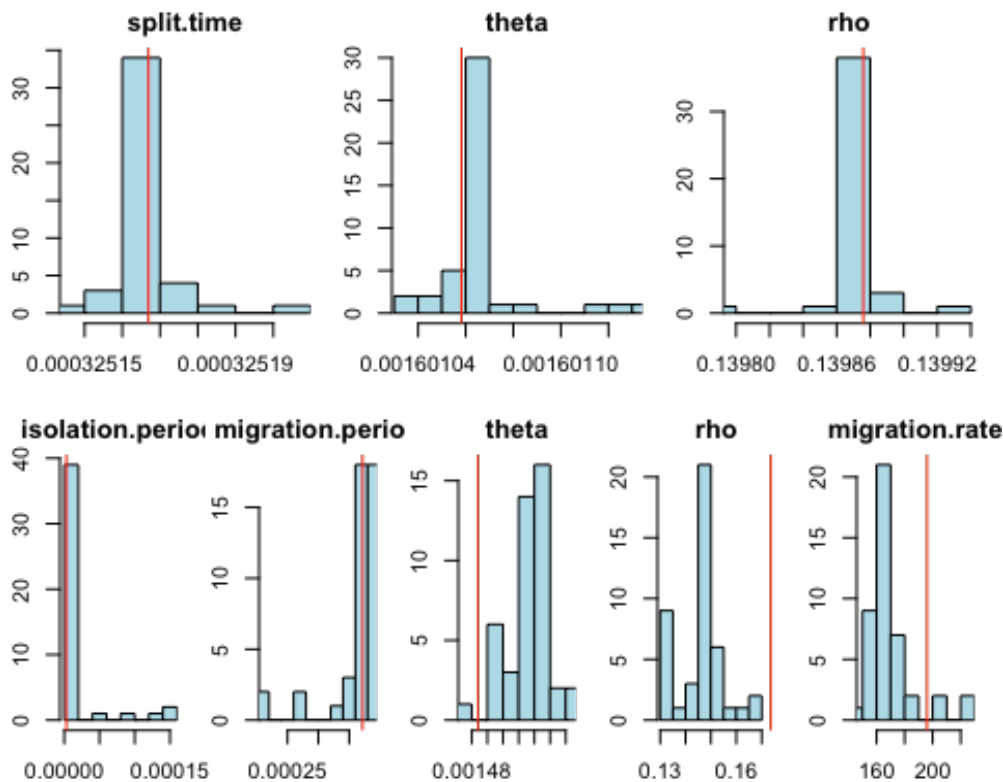 split.time
theta
rho
0 5 10 20 30
0 5 10 15 20 25 30
0 10 20 30
0.00032515 0.00032519
0.00160104 0.00160110
0.13980 0.13986 0.13992
isolation.period
migration.perio
theta
rho
migration.rate
0 10 20 30 40
0 5 10 15
0 5 10 15
0 5 10 15 20
0 5 10 15 20
0.00000 0.00015
0.00025
0.00148
0.13 0.16
160 200